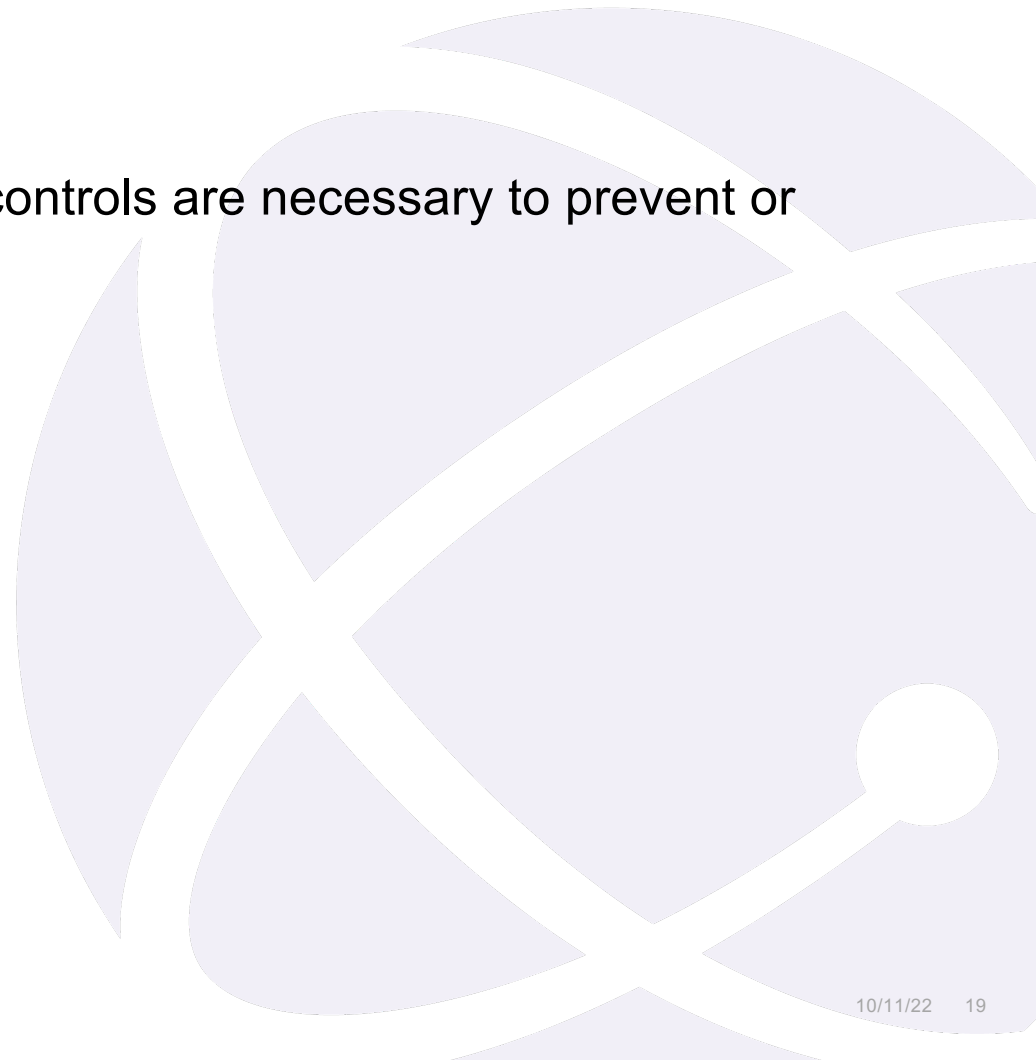 controls are necessary to prevent or
10/11/22 19